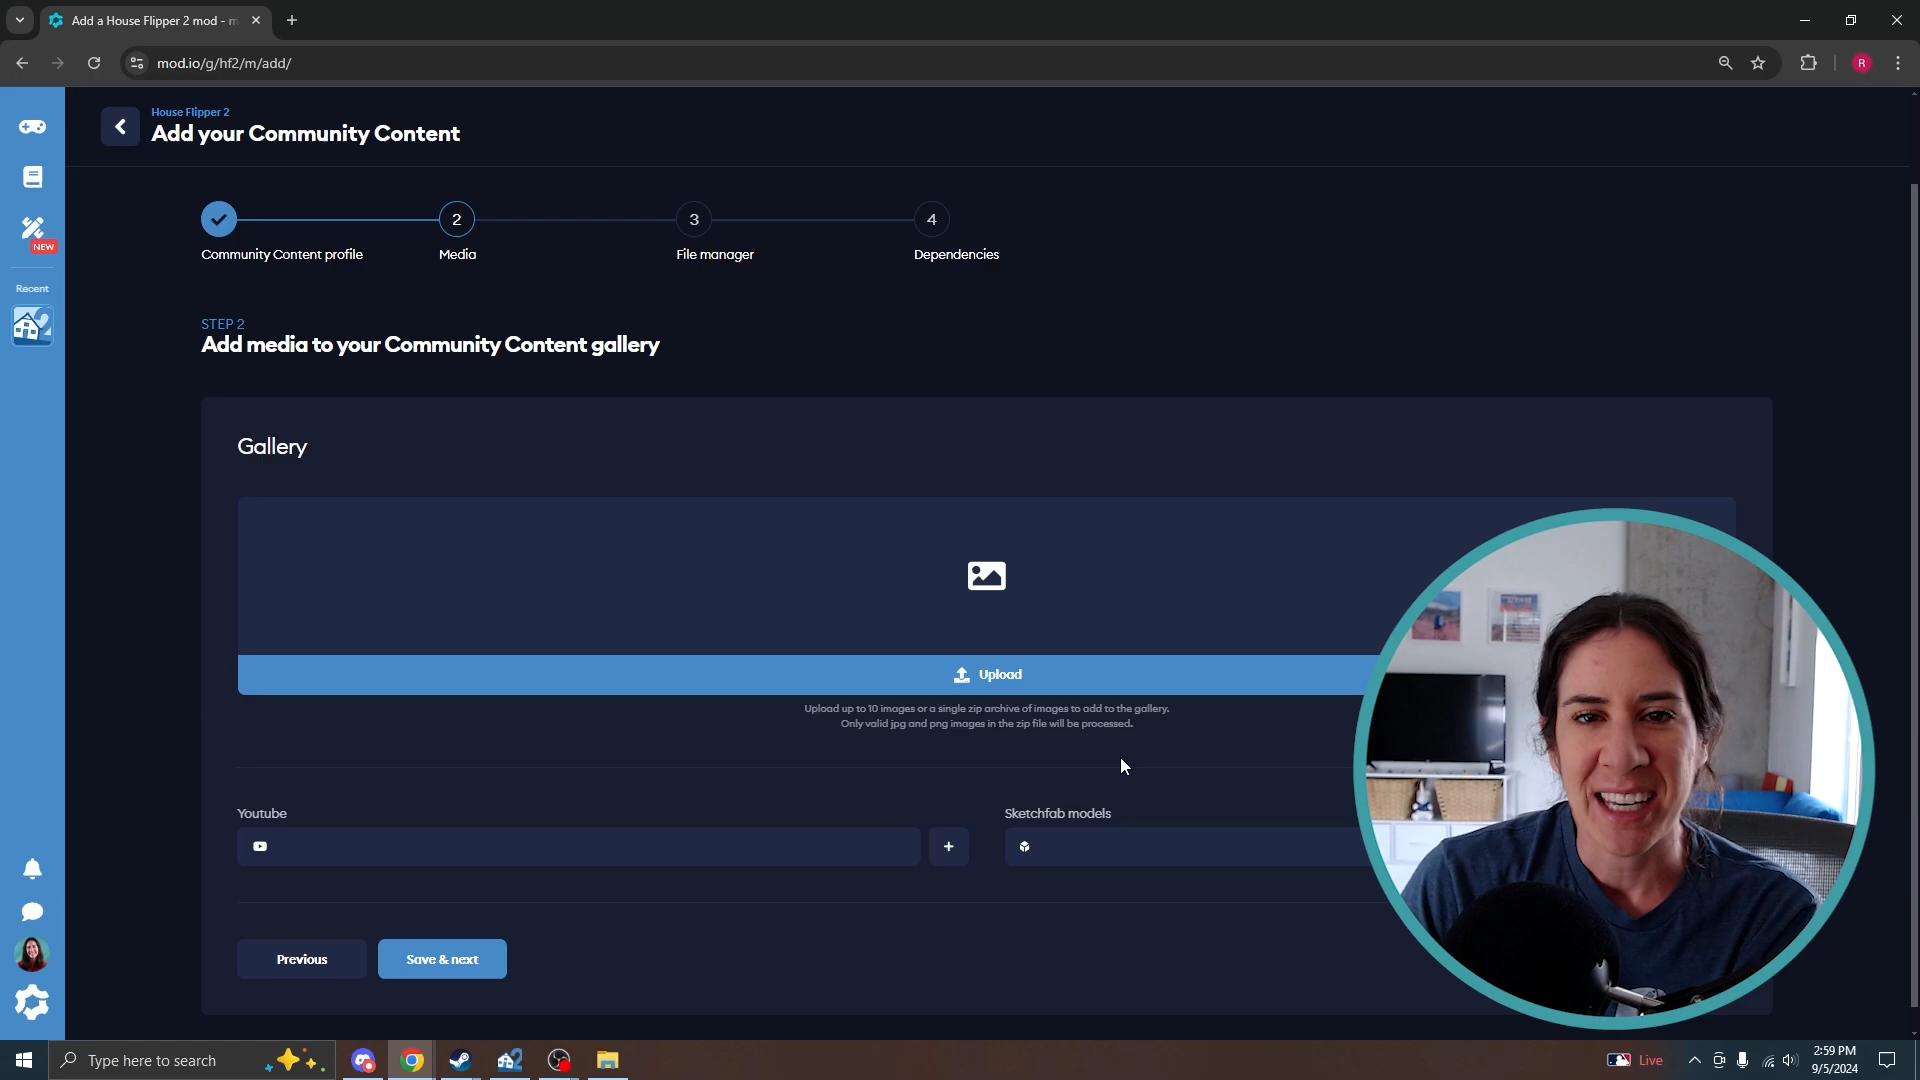 Add a House Flipper 2 mod - m
mod.io/g/hf2/m/add/
R
House Flipper 2
Add your Community Content
2
3
4
Community Content profile
Media
File manager
Dependencies
NEW
Recent
2
STEP 2
Add media to your Community Content gallery
Gallery
Upload
Upload up to 10 images or a single zip archive of images to add to the gallery.
Only valid jpg and png images in the zip file will be processed.
Youtube
Sketchfab models
+
Previous
Save & next
Type here to search
Live
2:59 PM
9/5/2024